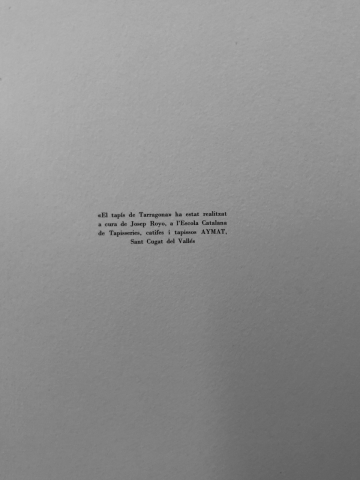 «El tapís de Tarragona» ha estat realitzat
a cura de Josep Royo, a l'Escola Catalana
de Tapisseries, catifes i tapissos AYMAT,
Sant Cugat del Vallés